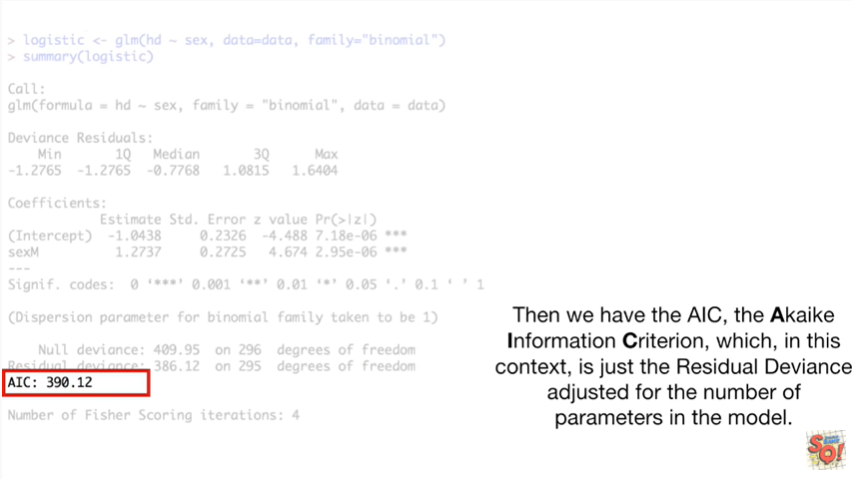 > logistic <- glm(hd ~ sex, data=data, family="binomial")
> summary(logistic)
Call:
glm(formula = hd ~ sex, family = "binomial", data = data)
Deviance Residuals:
Min 1Q Median 3Q Max
-1.2765 -1.2765 -0.7768 1.0815 1.6404
Coefficients:
Estimate Std. Error z value Pr(>|z|)
(Intercept) -1.0438 0.2326 -4.488 7.18e-06 ***
sexM 1.2737 0.2725 4.674 2.95e-06 ***
---
Signif. codes: 0 ‘***’ 0.001 ‘**’ 0.01 ‘*’ 0.05 ‘.’ 0.1 ‘ ’ 1
(Dispersion parameter for binomial family taken to be 1)
Null deviance: 409.95 on 296 degrees of freedom
Residual deviance: 386.12 on 295 degrees of freedom
AIC: 390.12
Number of Fisher Scoring iterations: 4
Then we have the AIC, the Akaike
Information Criterion, which, in this
context, is just the Residual Deviance
adjusted for the number of
parameters in the model.
SQ!